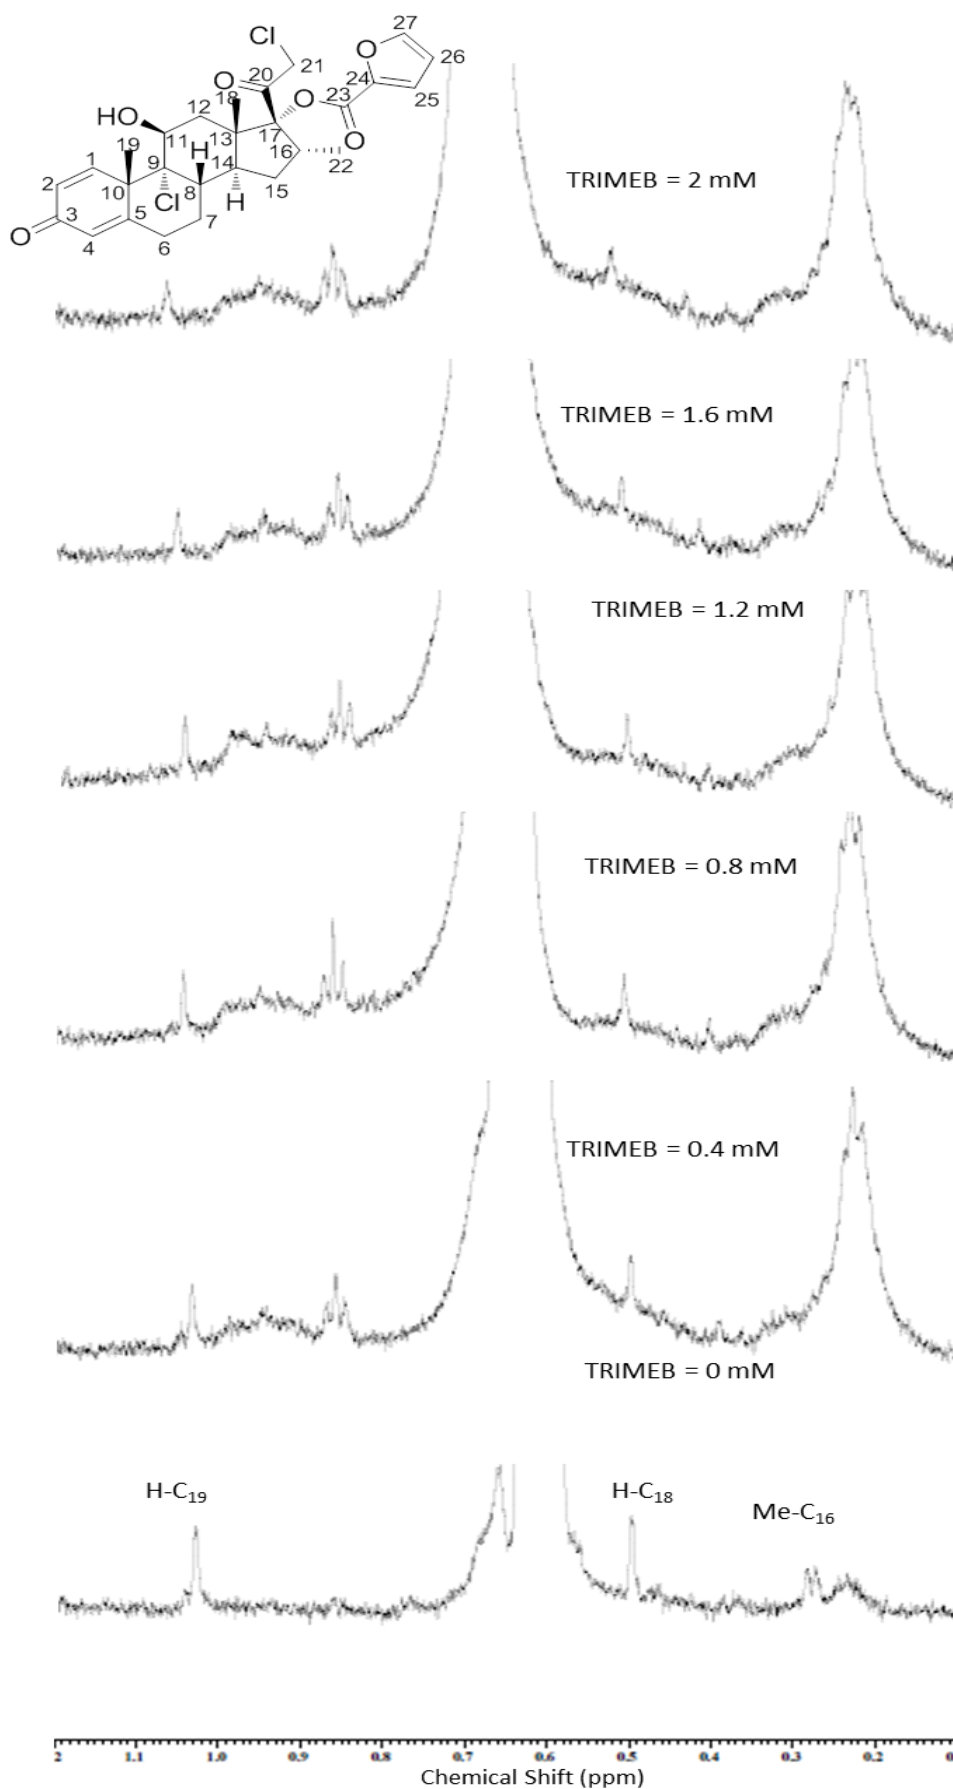 Cl
27
O
26
20
21
24
O
18
23
25
O
12
HO
19
11
13
17
O
H
16
22
1
9
14
15
2
10
8
Cl
H
3
5
7
O
4
6
TRIMEB = 2 mM
TRIMEB = 1.6 mM
TRIMEB = 1.2 mM
TRIMEB = 0.8 mM
TRIMEB = 0.4 mM
TRIMEB = 0 mM
H-C19
H-C18
Me-C16
2 1.1 1.0 0.9 0.8 0.7 0.6 0.5 0.4 0.3 0.2 0
Chemical Shift (ppm)